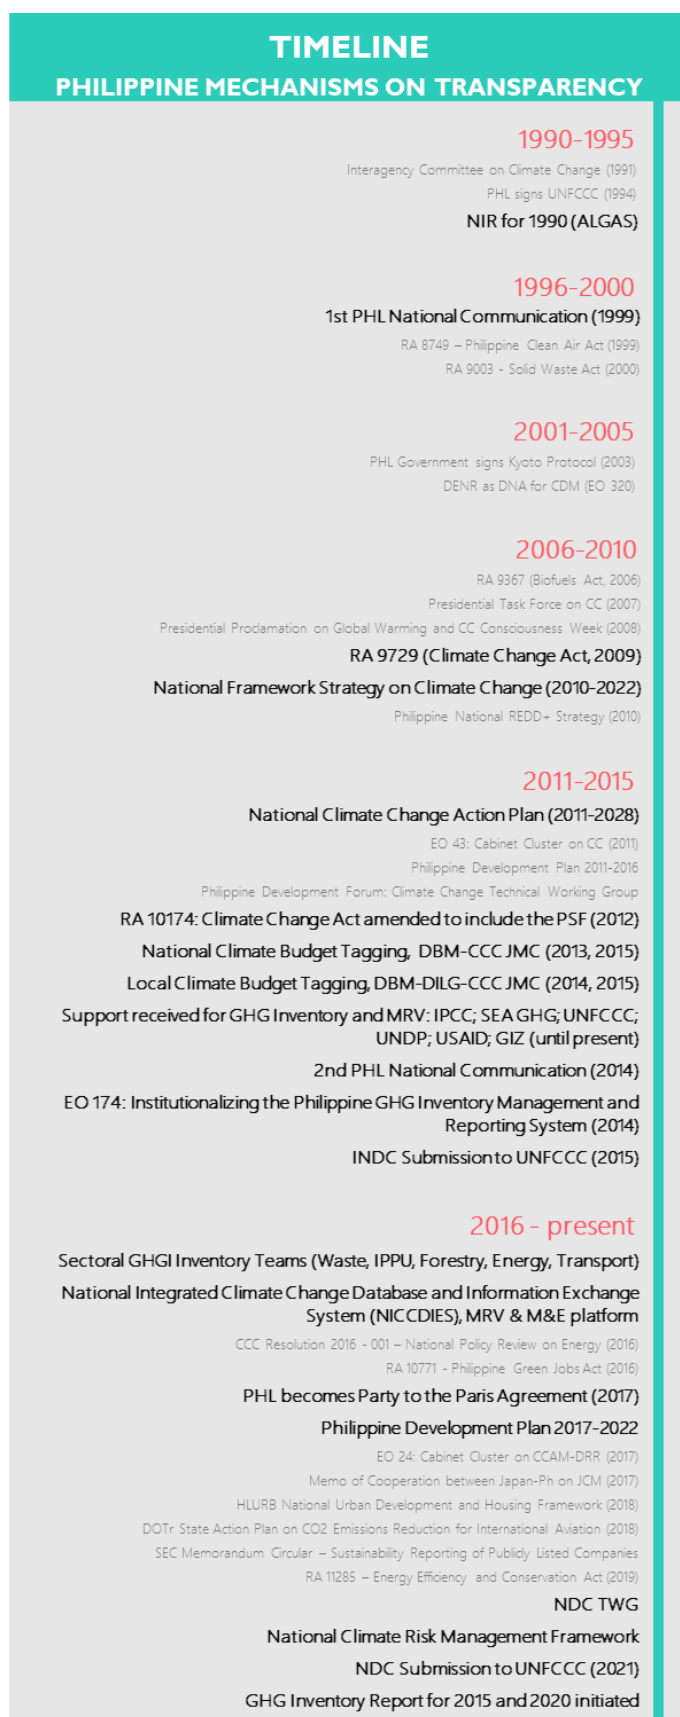 TIMELINE
PHILIPPINE MECHANISMS ON TRANSPARENCY
1990-1995
Interagency Committee on Climate Change (1991)
PHL signs UNFCCC (1994)
NIR for 1990 (ALGAS)
1996-2000
1st PHL National Communication (1999)
RA 8749 – Philippine Clean Air Act (1999)
RA 9003 - Solid Waste Act (2000)
2001-2005
PHL Government signs Kyoto Protocol (2003)
DENR as DNA for CDM (EO 320)
2006-2010
RA 9367 (Biofuels Act, 2006)
Presidential Task Force on CC (2007)
Presidential Proclamation on Global Warming and CC Consciousness Week (2008)
RA 9729 (Climate Change Act, 2009)
National Framework Strategy on Climate Change (2010-2022)
Philippine National REDD+ Strategy (2010)
2011-2015
National Climate Change Action Plan (2011-2028)
EO 43: Cabinet Cluster on CC (2011)
Philippine Development Plan 2011-2016
Philippine Development Forum: Climate Change Technical Working Group
RA 10174: Climate Change Act amended to include the PSF (2012)
National Climate Budget Tagging, DBM-CCC JMC (2013, 2015)
Local Climate Budget Tagging, DBM-DILG-CCC JMC (2014, 2015)
Support received for GHG Inventory and MRV: IPCC; SEA GHG; UNFCCC;
UNDP; USAID; GIZ (until present)
2nd PHL National Communication (2014)
EO 174: Institutionalizing the Philippine GHG Inventory Management and
Reporting System (2014)
INDC Submission to UNFCCC (2015)
2016 - present
Sectoral GHGI Inventory Teams (Waste, IPPU, Forestry, Energy, Transport)
National Integrated Climate Change Database and Information Exchange
System (NICCDIES), MRV & M&E platform
CCC Resolution 2016 - 001 – National Policy Review on Energy (2016)
RA 10771 - Philippine Green Jobs Act (2016)
PHL becomes Party to the Paris Agreement (2017)
Philippine Development Plan 2017-2022
EO 24: Cabinet Cluster on CCAM-DRR (2017)
Memo of Cooperation between Japan-Ph on JCM (2017)
HLURB National Urban Development and Housing Framework (2018)
DOTr State Action Plan on CO2 Emissions Reduction for International Aviation (2018)
SEC Memorandum Circular – Sustainability Reporting of Publicly Listed Companies
RA 11285 – Energy Efficiency and Conservation Act (2019)
NDC TWG
National Climate Risk Management Framework
NDC Submission to UNFCCC (2021)
GHG Inventory Report for 2015 and 2020 initiated